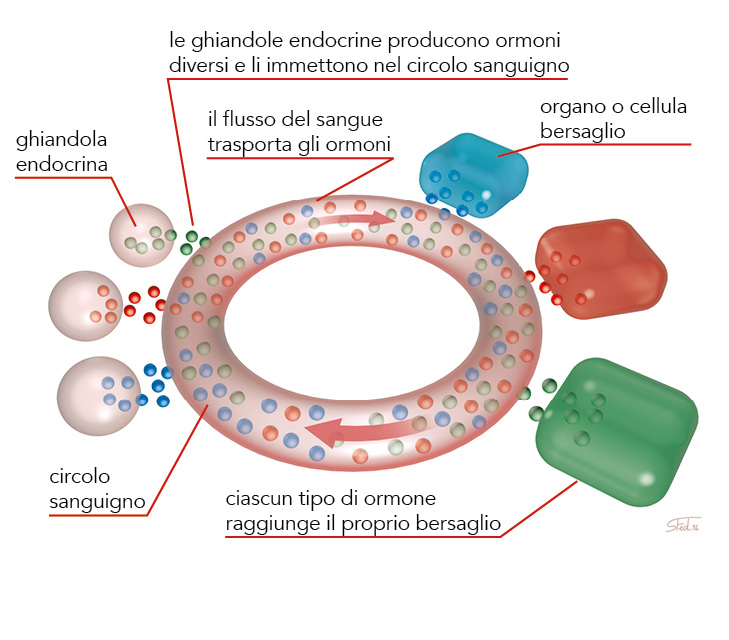 le ghiandole endocrine producono ormoni
diversi e li immettono nel circolo sanguigno
il flusso del sangue
trasporta gli ormoni
organo o cellula
bersaglio
ghiandola
endocrina
circolo
sanguigno
ciascun tipo di ormone
raggiunge il proprio bersaglio